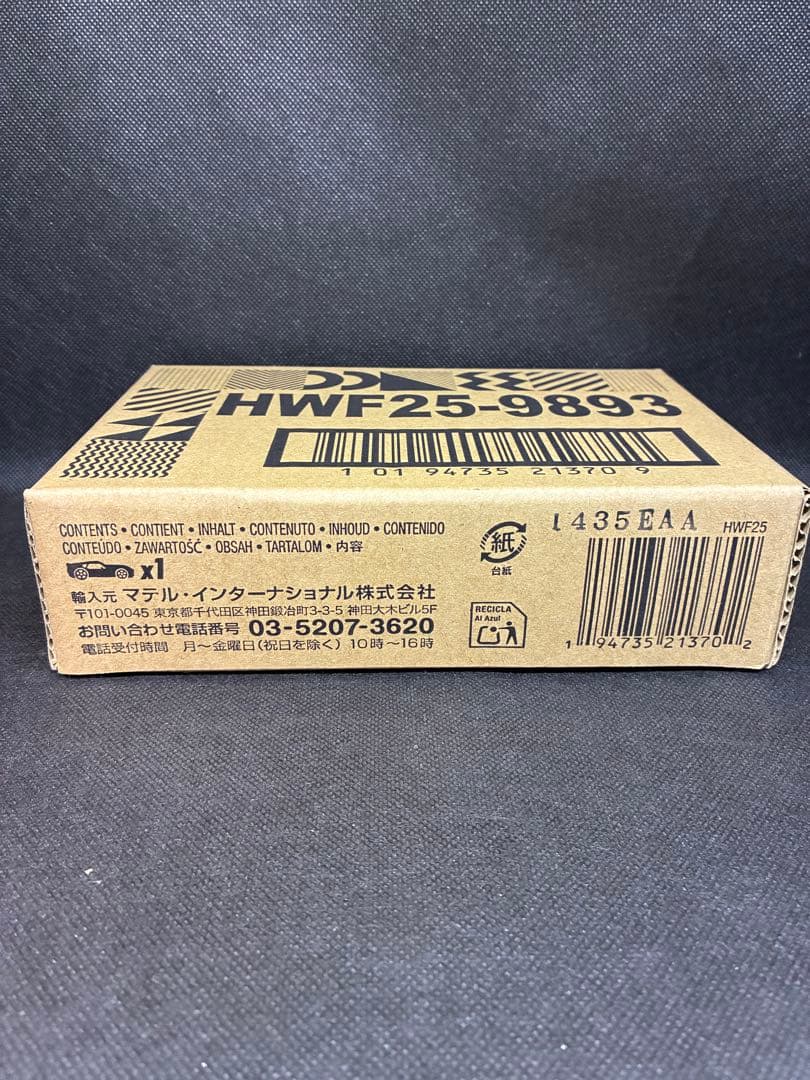 HWF25-9893
1 01 94735 21370 9
CONTENTS • CONTIENT • INHALT • CONTENUTO • INHOUD • CONTENIDO
CONTEÚDO • ZAWARTOŚĆ • OBSAH • TARTALOM • 内容
x1
輸入元 マテル・インターナショナル株式会社
〒101-0045 東京都千代田区神田鍛冶町3-3-5 神田大木ビル5F
お問い合わせ電話番号 03-5207-3620
電話受付時間 月〜金曜日(祝日を除く) 10時〜16時
紙
台紙
RECICLA
Al Azul
1435EAA
HWF25
1 94735 21370 2